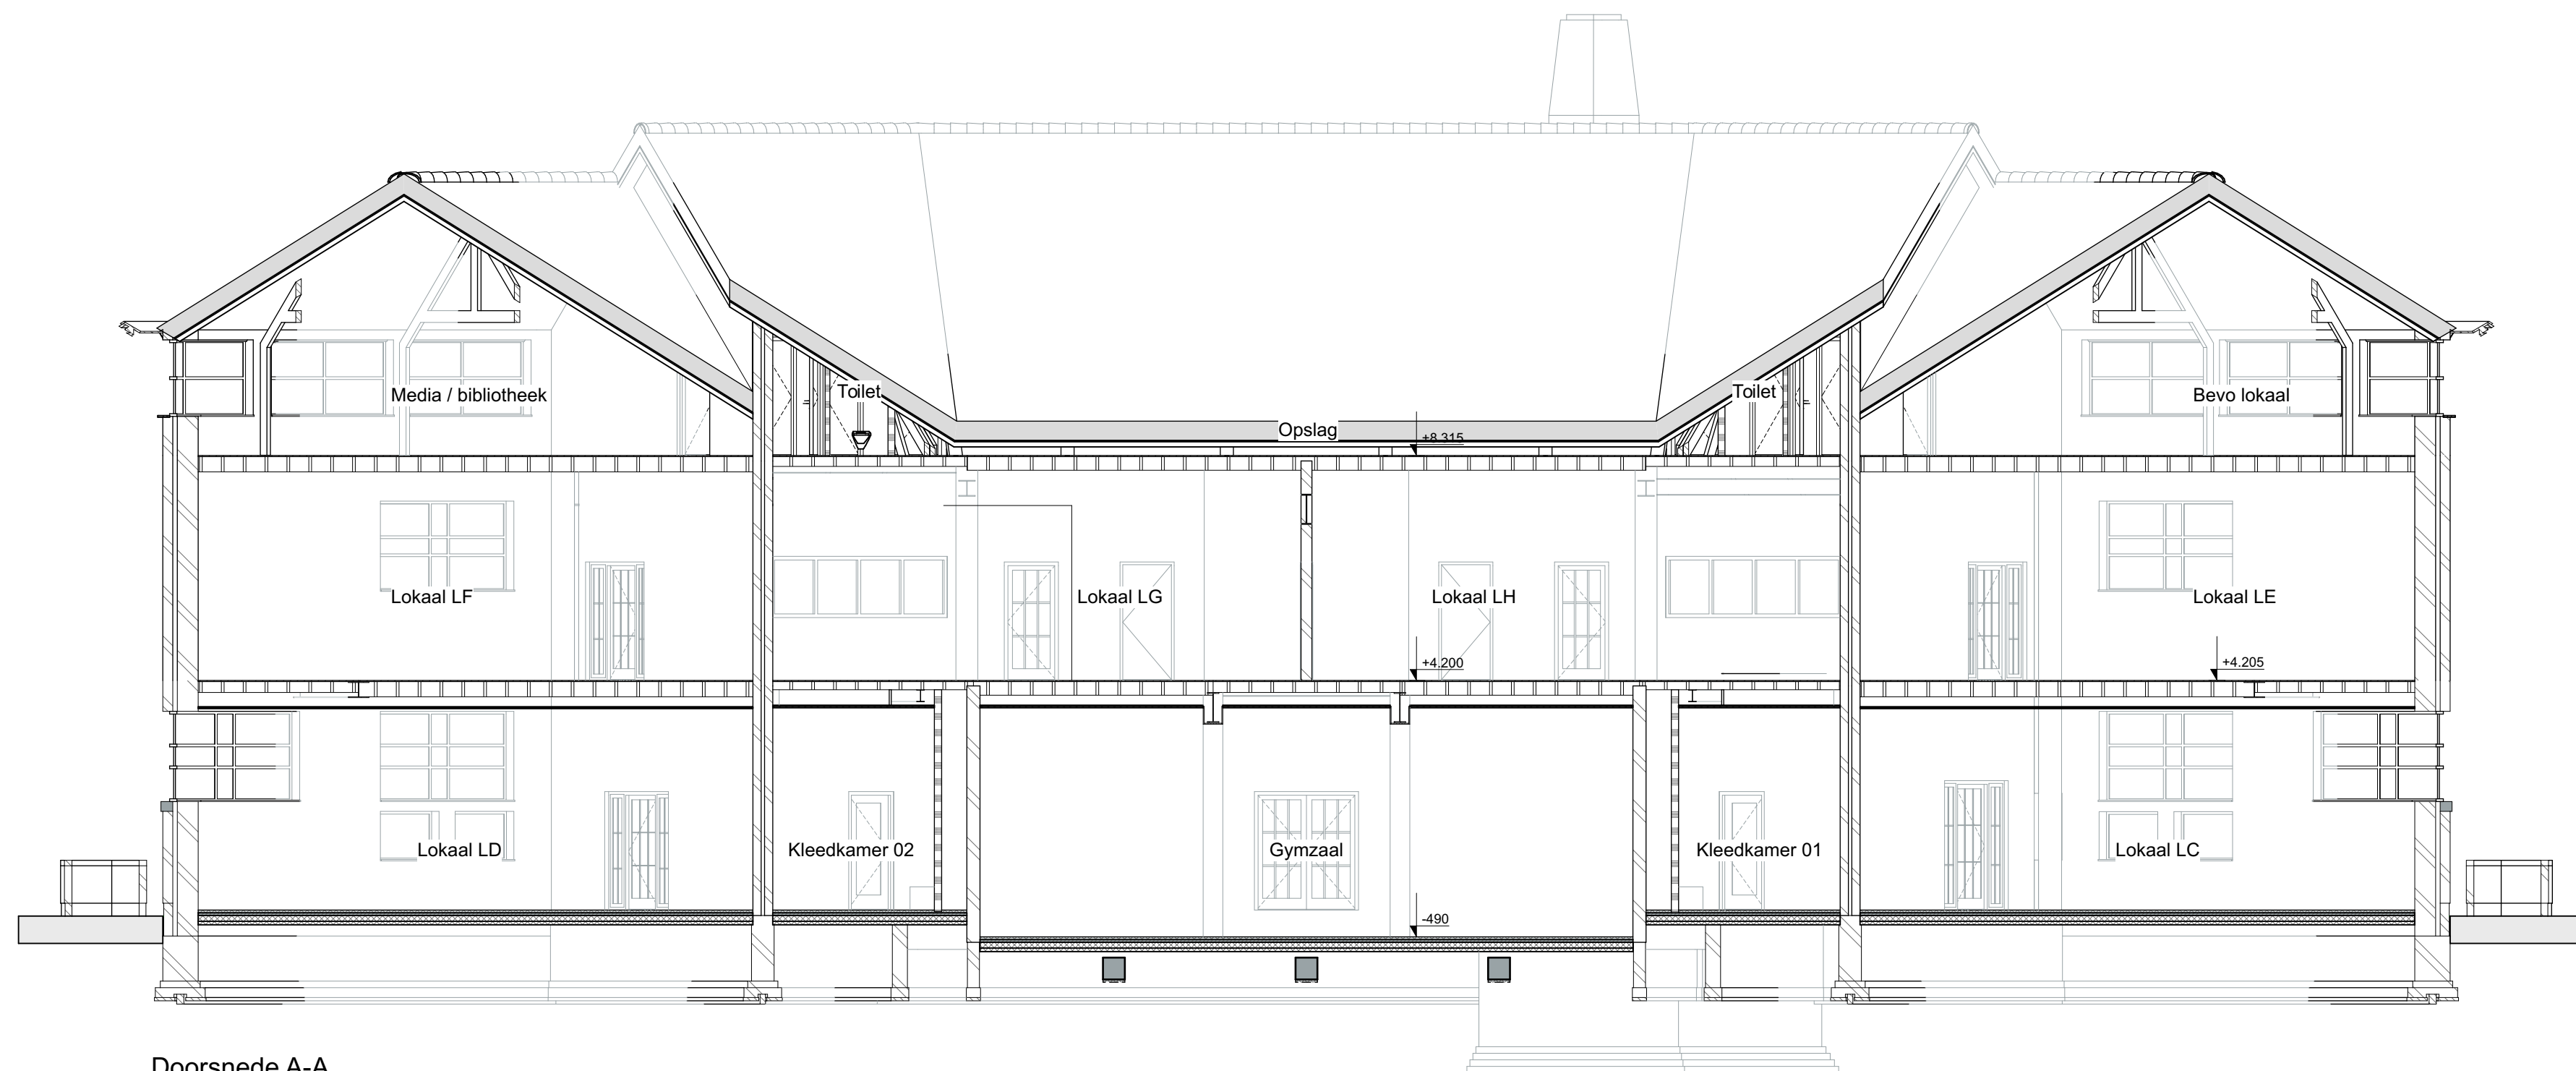 Toilet
Toilet
Media / bibliotheek
Bevo lokaal
Opslag
+8.315
Lokaal LF
Lokaal LG
Lokaal LH
Lokaal LE
+4.200
+4.205
Lokaal LD
Kleedkamer 02
Gymzaal
Kleedkamer 01
Lokaal LC
-490
Doorsnede A-A